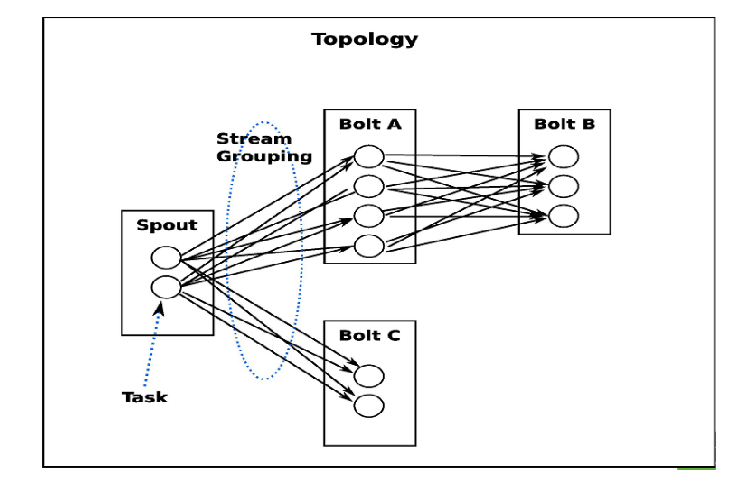 Topology
Stream
Grouping
Bolt A
Bolt B
Spout
Bolt C
Task